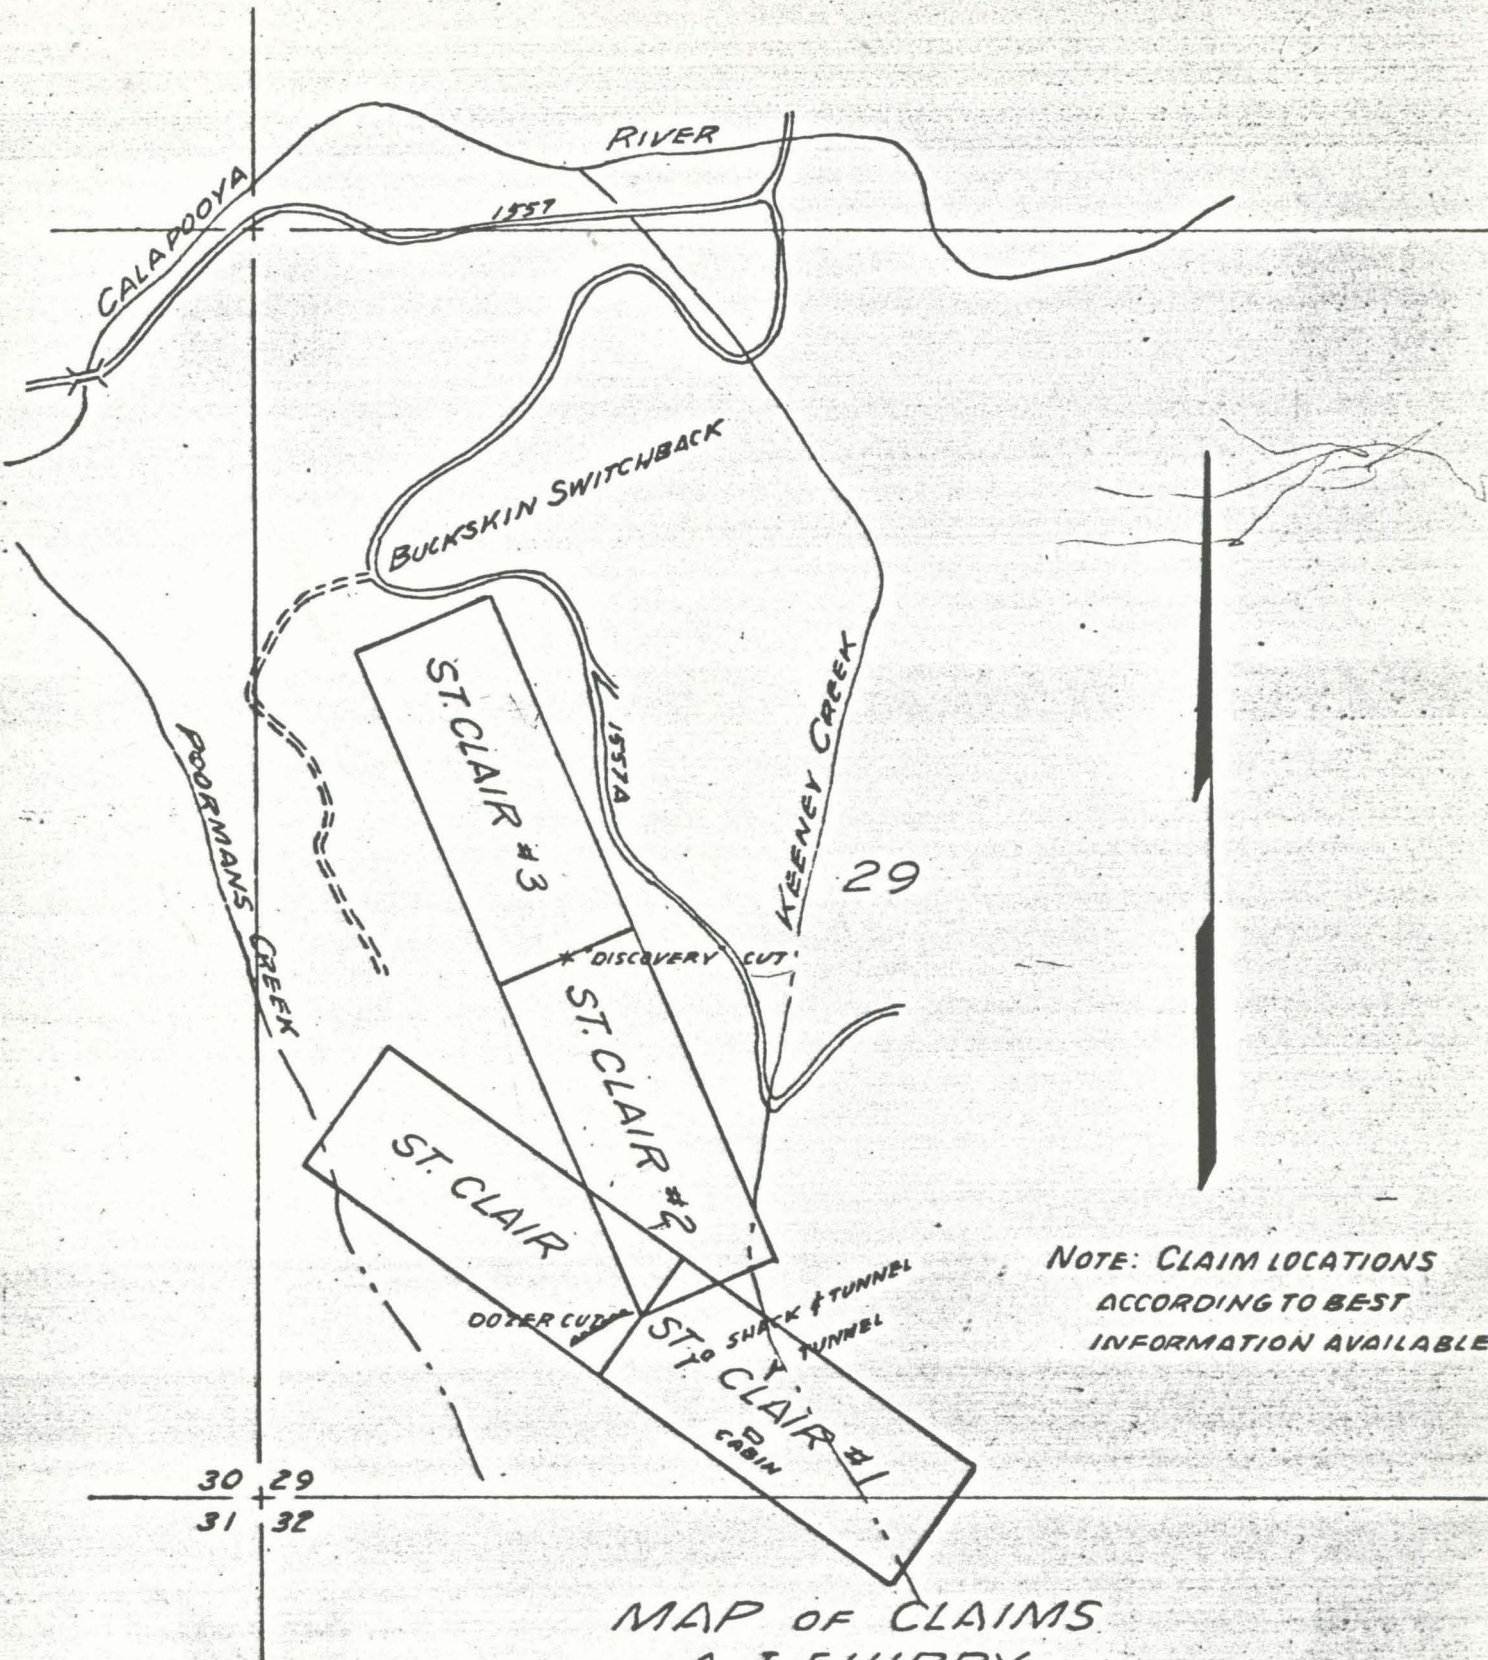 RIVER
CALAPOOYA
1557
BUCKSKIN SWITCHBACK
ST. CLAIR #3
1557A
KEENEY CREEK
POORMANS CREEK
29
"DISCOVERY" CUT
ST. CLAIR #2
ST. CLAIR
NOTE: CLAIM LOCATIONS
ACCORDING TO BEST
INFORMATION AVAILABLE
DOZER CUT
SHACK & TUNNEL
TUNNEL
ST. CLAIR #1
CABIN
30 29
31 32
MAP OF CLAIMS